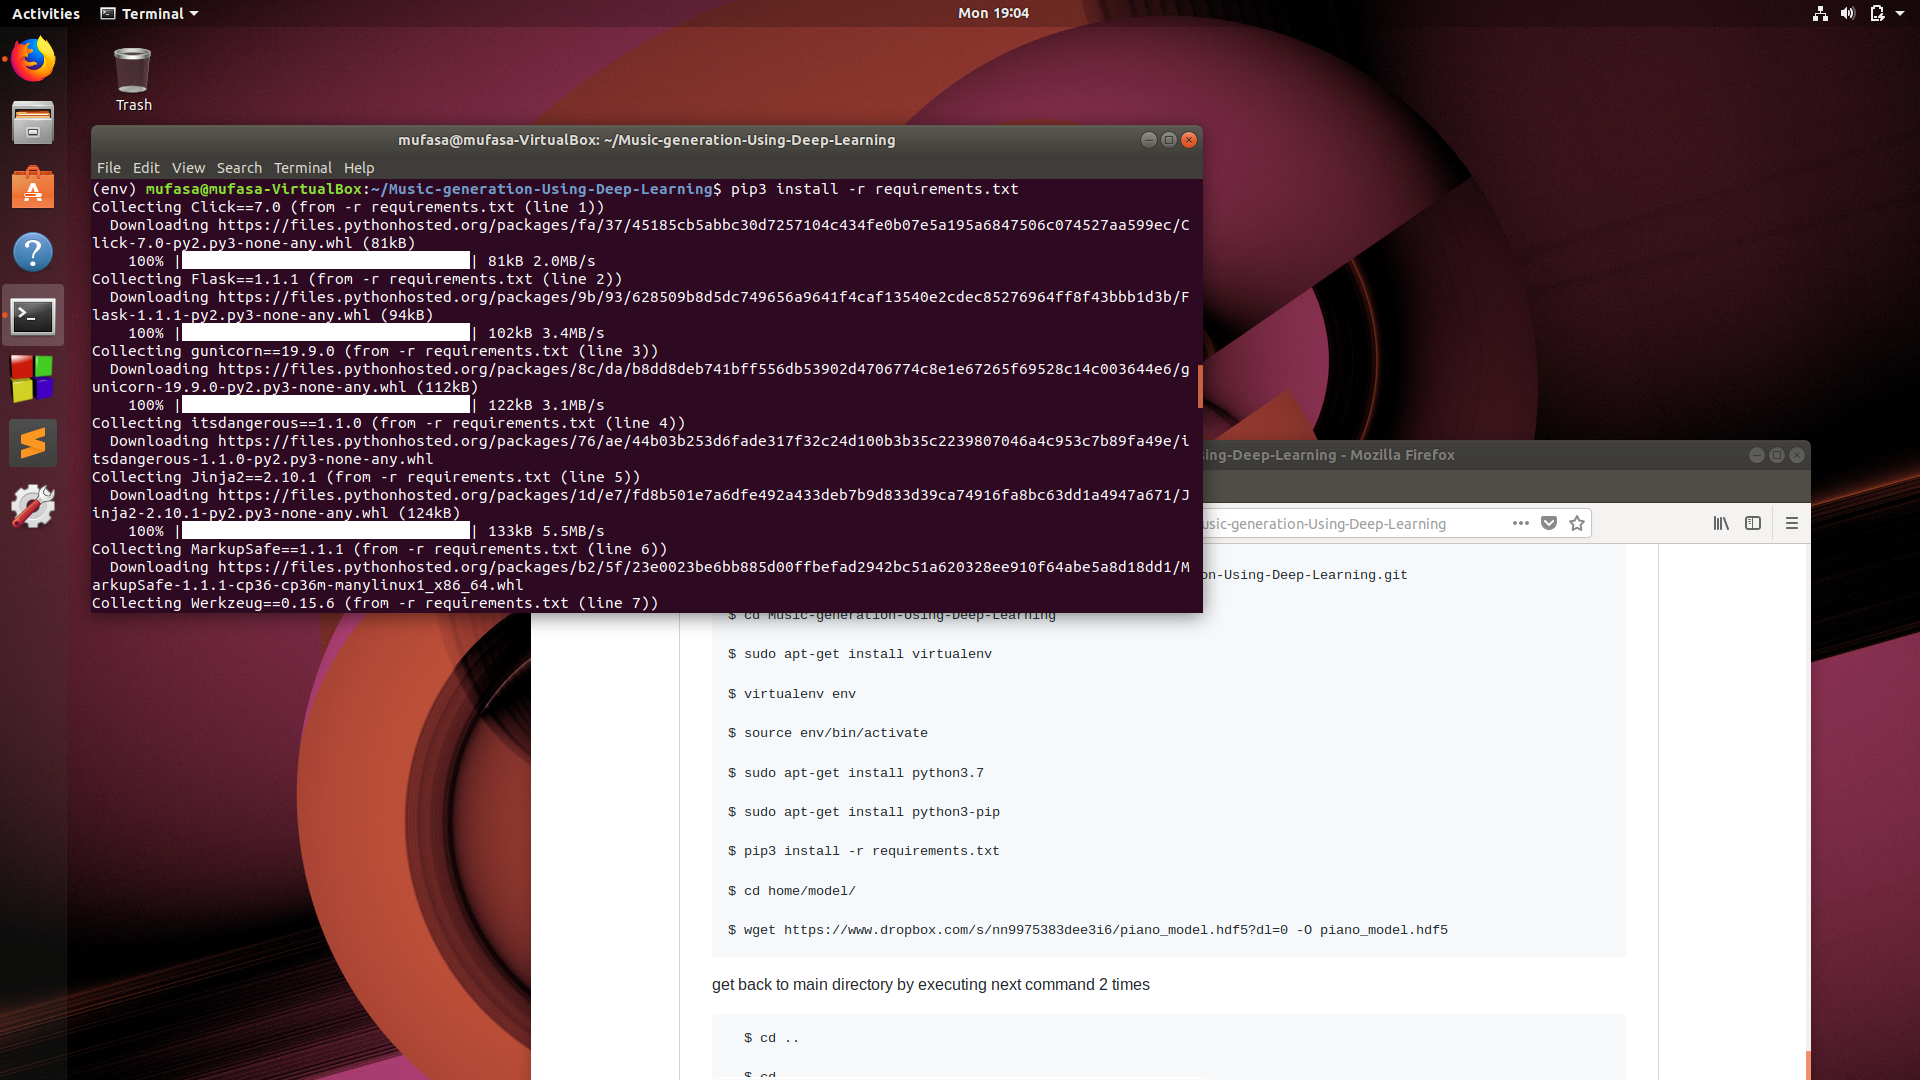 Activities
Terminal
Mon 19:04
Trash
mufasa@mufasa-VirtualBox: ~/Music-generation-Using-Deep-Learning
File Edit View Search Terminal Help
(env) mufasa@mufasa-VirtualBox:~/Music-generation-Using-Deep-Learning$ pip3 install -r requirements.txt
Collecting Click==7.0 (from -r requirements.txt (line 1))
Downloading https://files.pythonhosted.org/packages/fa/37/45185cb5abbc30d7257104c434fe0b07e5a195a6847506c074527aa599ec/C
lick-7.0-py2.py3-none-any.whl (81kB)
100% | | 81kB 2.0MB/s
Collecting Flask==1.1.1 (from -r requirements.txt (line 2))
Downloading https://files.pythonhosted.org/packages/9b/93/628509b8d5dc749656a9641f4caf13540e2cdec85276964ff8f43bbb1d3b/F
lask-1.1.1-py2.py3-none-any.whl (94kB)
100% | | 102kB 3.4MB/s
Collecting gunicorn==19.9.0 (from -r requirements.txt (line 3))
Downloading https://files.pythonhosted.org/packages/8c/da/b8dd8deb741bff556db53902d4706774c8e1e67265f69528c14c003644e6/g
unicorn-19.9.0-py2.py3-none-any.whl (112kB)
100% | | 122kB 3.1MB/s
Collecting itsdangerous==1.1.0 (from -r requirements.txt (line 4))
Downloading https://files.pythonhosted.org/packages/76/ae/44b03b253d6fade317f32c24d100b3b35c2239807046a4c953c7b89fa49e/i
tsdangerous-1.1.0-py2.py3-none-any.whl
Collecting Jinja2==2.10.1 (from -r requirements.txt (line 5))
Downloading https://files.pythonhosted.org/packages/1d/e7/fd8b501e7a6dfe492a433deb7b9d833d39ca74916fa8bc63dd1a4947a671/J
inja2-2.10.1-py2.py3-none-any.whl (124kB)
100% | | 133kB 5.5MB/s
Collecting MarkupSafe==1.1.1 (from -r requirements.txt (line 6))
Downloading https://files.pythonhosted.org/packages/b2/5f/23e0023be6bb885d00ffbefad2942bc51a620328ee910f64abe5a8d18dd1/M
arkupSafe-1.1.1-cp36-cp36m-manylinux1_x86_64.whl
Collecting Werkzeug==0.15.6 (from -r requirements.txt (line 7))
ing-Deep-Learning - Mozilla Firefox
usic-generation-Using-Deep-Learning
on-Using-Deep-Learning.git
$ cd Music-generation-Using-Deep-Learning
$ sudo apt-get install virtualenv
$ virtualenv env
$ source env/bin/activate
$ sudo apt-get install python3.7
$ sudo apt-get install python3-pip
$ pip3 install -r requirements.txt
$ cd home/model/
$ wget https://www.dropbox.com/s/nn9975383dee3i6/piano_model.hdf5?dl=0 -O piano_model.hdf5
get back to main directory by executing next command 2 times
$ cd ..
$ cd